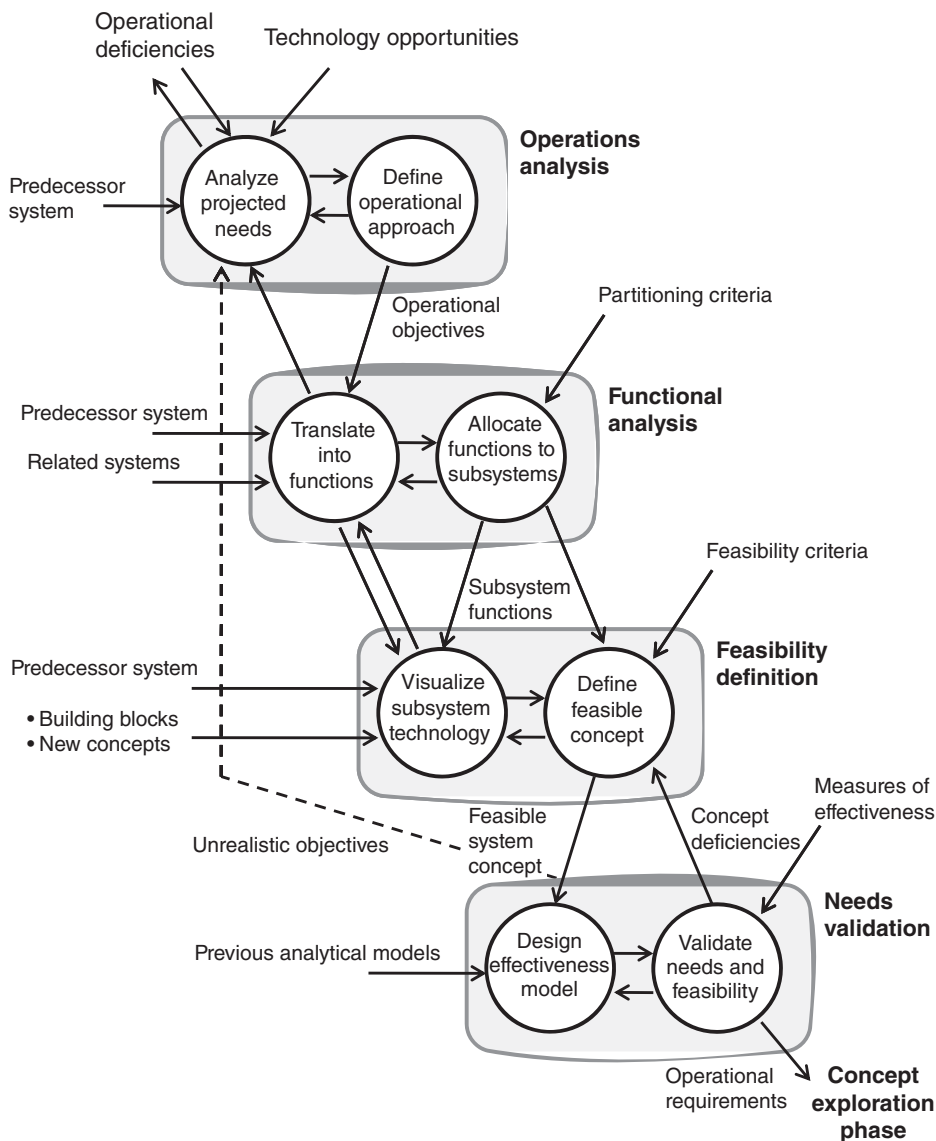 Operational
deficiencies
Technology opportunities
Operations
analysis
Predecessor
system
Analyze
projected
needs
Define
operational
approach
Operational
objectives
Partitioning criteria
Functional
analysis
Predecessor system
Related systems
Translate
into
functions
Allocate
functions to
subsystems
Subsystem
functions
Feasibility criteria
Feasibility
definition
Predecessor system
• Building blocks
• New concepts
Visualize
subsystem
technology
Define
feasible
concept
Unrealistic objectives
Feasible
system
concept
Concept
deficiencies
Measures of
effectiveness
Needs
validation
Previous analytical models
Design
effectiveness
model
Validate
needs and
feasibility
Operational
requirements
Concept
exploration
phase